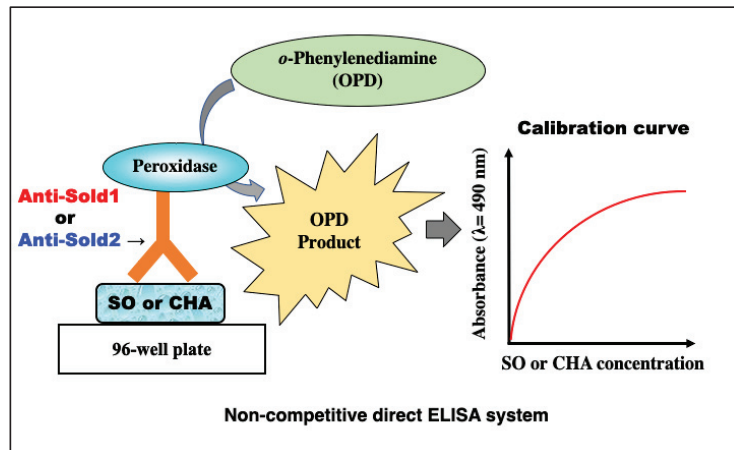 o-Phenylenediamine
(OPD)
Peroxidase
Anti-Sold1
or
Anti-Sold2 →
SO or CHA
96-well plate
OPD
Product
Calibration curve
Absorbance (λ= 490 nm)
SO or CHA concentration
Non-competitive direct ELISA system